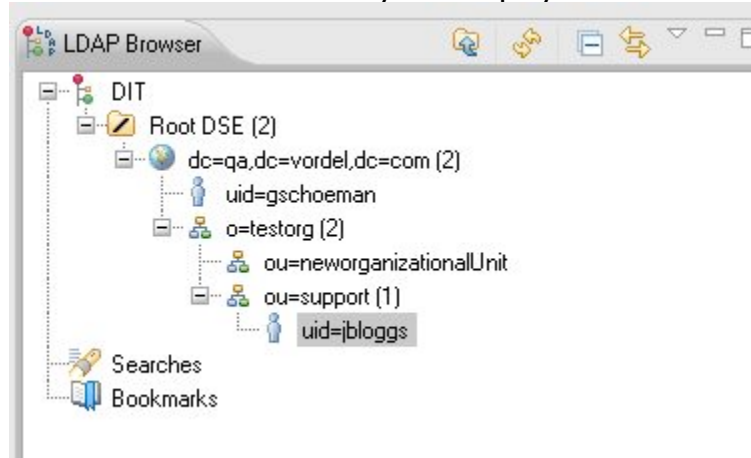 LDAP Browser
DIT
Root DSE (2)
dc=qa,dc=vordel,dc=com (2)
uid=gschoeman
o=testorg (2)
ou=neworganizationalUnit
ou=support (1)
uid=jbloggs
Searches
Bookmarks